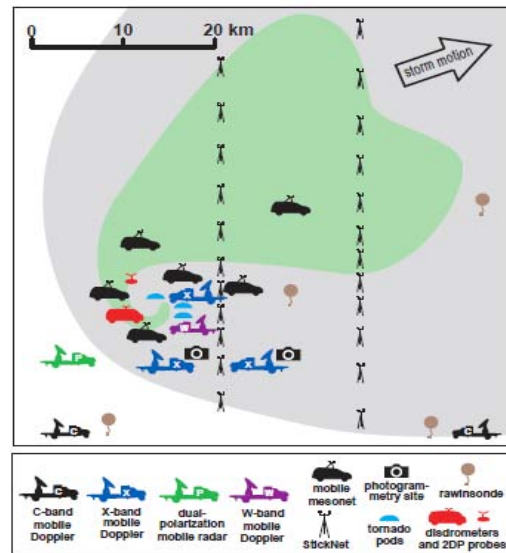 0 10 20 km
storm motion
X
W
P
X X
C C
C X P W
C-band mobile Doppler
X-band mobile Doppler
dual-polarization mobile radar
W-band mobile Doppler
mobile mesonet
StickNet
photogram-metry site
tornado pods
rawinsonde
disdrometers and 2DP probes